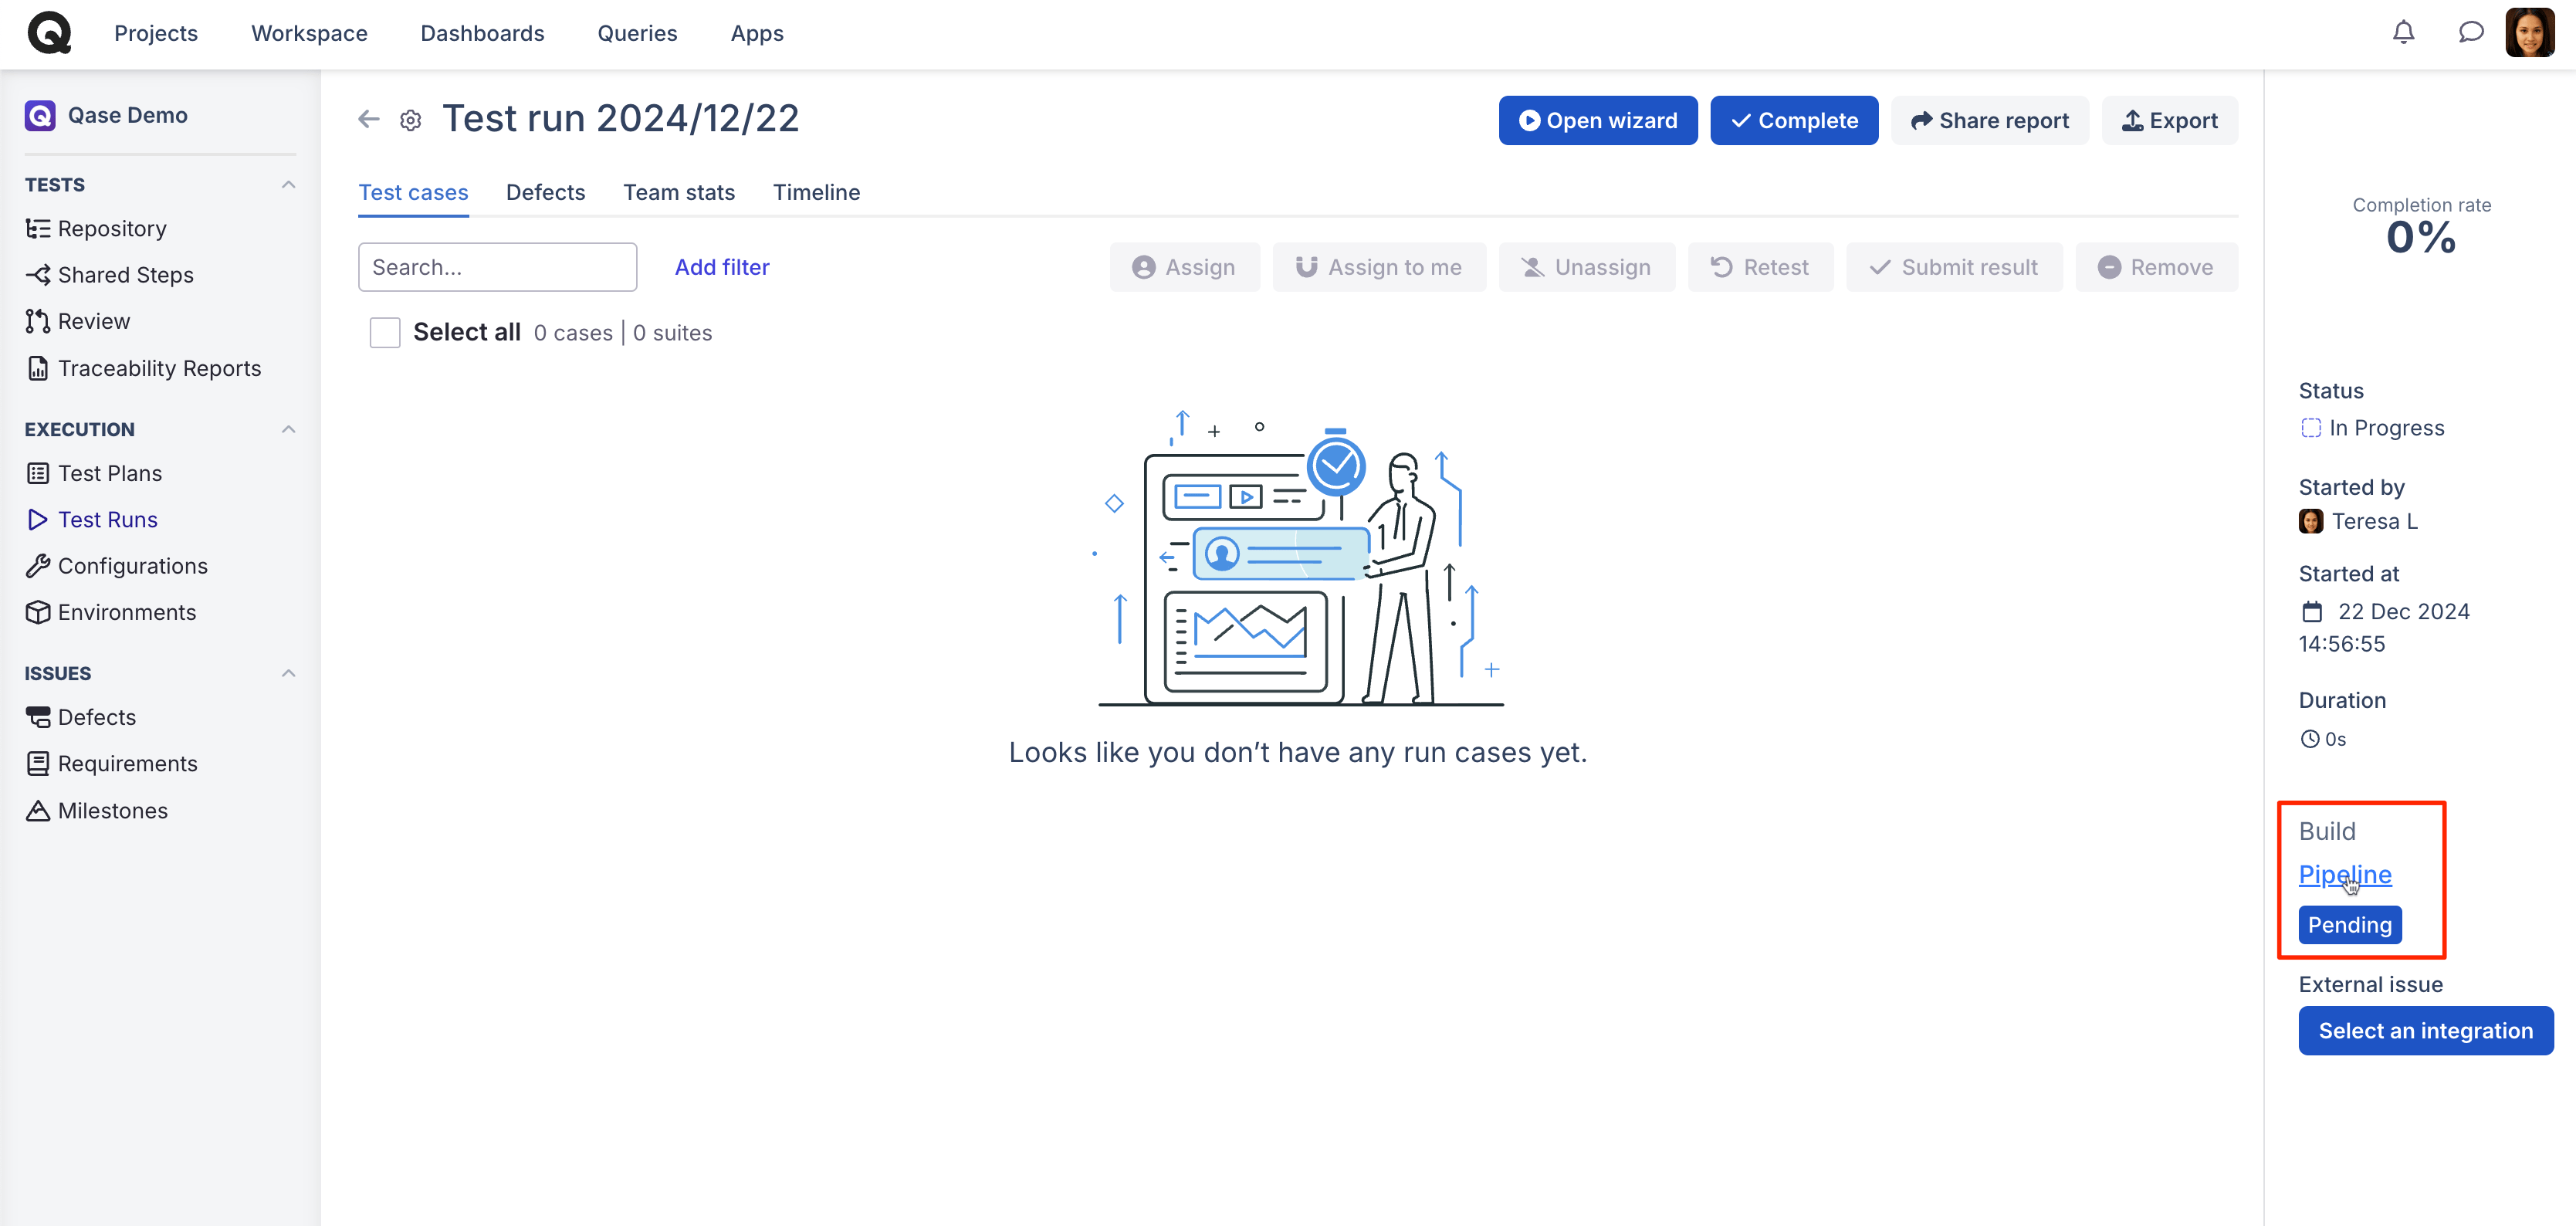 Projects Workspace Dashboards Queries Apps
Qase Demo
TESTS
Repository
Shared Steps
Review
Traceability Reports
EXECUTION
Test Plans
Test Runs
Configurations
Environments
ISSUES
Defects
Requirements
Milestones
Test run 2024/12/22
Open wizard
Complete
Share report
Export
Test cases Defects Team stats Timeline
Search...
Add filter
Assign
Assign to me
Unassign
Retest
Submit result
Remove
Select all 0 cases | 0 suites
Looks like you don’t have any run cases yet.
Completion rate
0%
Status
In Progress
Started by
Teresa L
Started at
22 Dec 2024
14:56:55
Duration
0s
Build
Pipeline
Pending
External issue
Select an integration